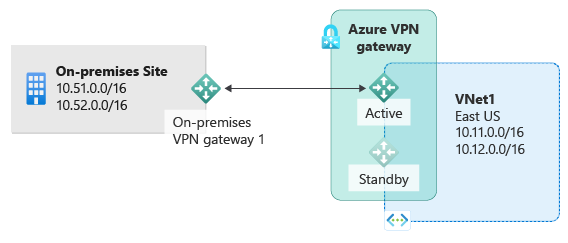 On-premises Site
10.51.0.0/16
10.52.0.0/16
On-premises
VPN gateway 1
Azure VPN
gateway
Active
Standby
VNet1
East US
10.11.0.0/16
10.12.0.0/16